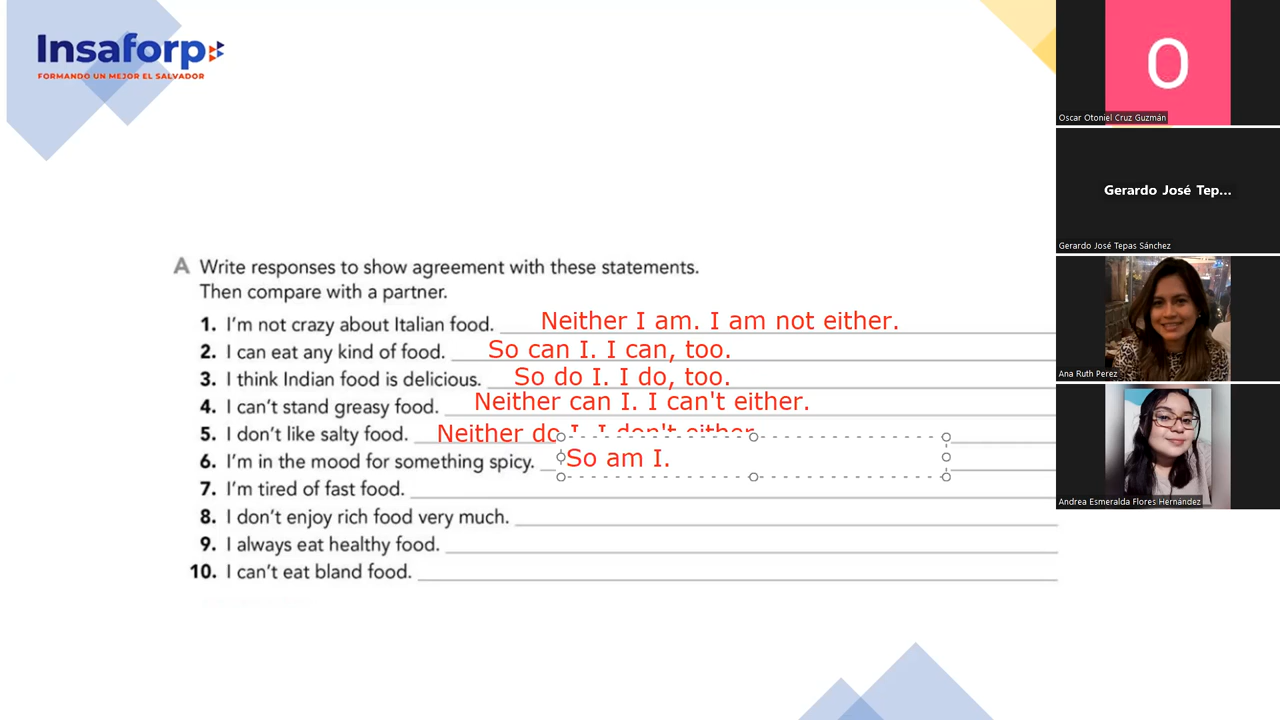 Insaforp
FORMANDO UN MEJOR EL SALVADOR
A Write responses to show agreement with these statements.
Then compare with a partner.
1. I'm not crazy about Italian food. Neither I am. I am not either.
2. I can eat any kind of food. So can I. I can, too.
3. I think Indian food is delicious. So do I. I do, too.
4. I can't stand greasy food. Neither can I. I can't either.
5. I don't like salty food. Neither do I. I don't either.
6. I'm in the mood for something spicy. So am I.
7. I'm tired of fast food.
8. I don't enjoy rich food very much.
9. I always eat healthy food.
10. I can't eat bland food.
O
Oscar Otoniel Cruz Guzmán
Gerardo José Tep...
Gerardo José Tepas Sánchez
Ana Ruth Perez
Andrea Esmeralda Flores Hernández